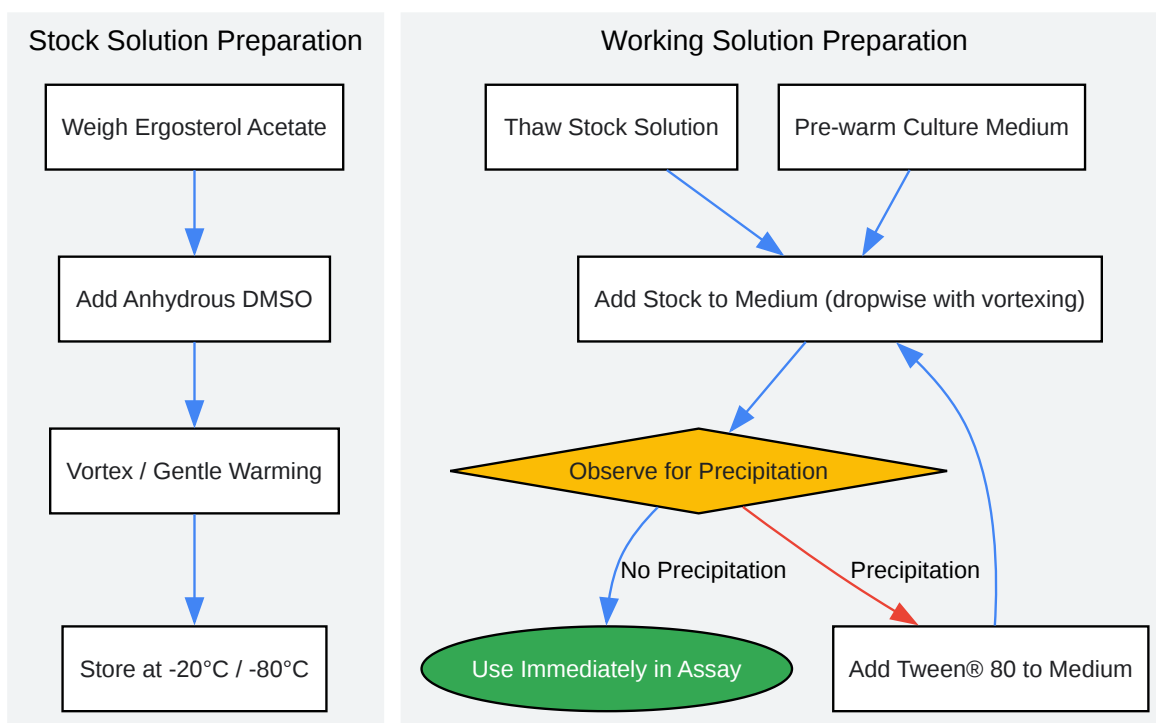 Stock Solution Preparation
Weigh Ergosterol Acetate
Add Anhydrous DMSO
Vortex / Gentle Warming
Store at -20°C / -80°C
Working Solution Preparation
Thaw Stock Solution
Pre-warm Culture Medium
Add Stock to Medium (dropwise with vortexing)
Observe for Precipitation
No Precipitation
Precipitation
Use Immediately in Assay
Add Tween® 80 to Medium